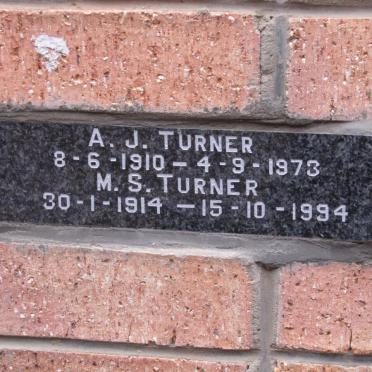 A. J. TURNER
8-6-1910 — 4-9-1973
M. S. TURNER
30-1-1914 — 15-10-1994